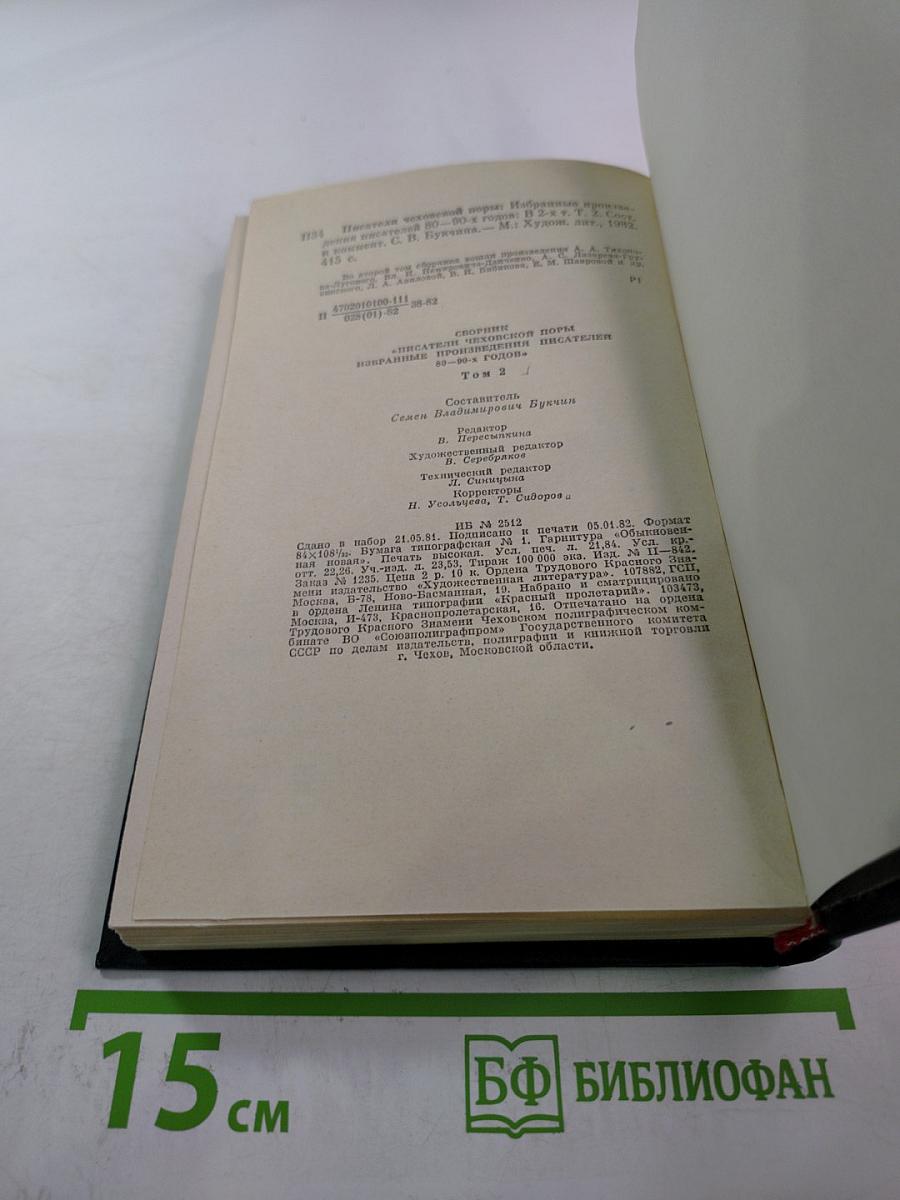 П34 Писатели чеховской поры: Избранные произве-
дения писателей 80—90-х годов: В 2-х т. Т. 2. Сост.
и коммент. С. В. Букчина.— М.: Худож. лит., 1982.
415 с.
Во второй том сборника вошли произведения А. А. Тихоно-
ва-Лугового, Вл. И. Немировича-Данченко, А. С. Лазарева-Гру-
зинского, Л. А. Авиловой, В. И. Бибикова, Е. М. Шавровой и др.
П 4702010100-111 38-82
028(01)-82
Р1
СБОРНИК
«ПИСАТЕЛИ ЧЕХОВСКОЙ ПОРЫ
ИЗБРАННЫЕ ПРОИЗВЕДЕНИЯ ПИСАТЕЛЕЙ
80—90-х ГОДОВ»
Том 2
Составитель
Семен Владимирович Букчин
Редактор
В. Пересыпкина
Художественный редактор
В. Серебряков
Технический редактор
Л. Синицына
Корректоры
Н. Усольцева, Т. Сидорова
ИБ № 2512
Сдано в набор 21.05.81. Подписано к печати 05.01.82. Формат
84×108¹/₃₂. Бумага типографская № 1. Гарнитура «Обыкновен-
ная новая». Печать высокая. Усл. печ. л. 21,84. Усл. кр.-
отт. 22,26. Уч.-изд. л. 23,53. Тираж 100 000 экз. Изд. № II—842.
Заказ № 1235. Цена 2 р. 10 к. Ордена Трудового Красного Зна-
мени издательство «Художественная литература». 107882, ГСП,
Москва, Б-78, Ново-Басманная, 19. Набрано и сматрицировано
в ордена Ленина типографии «Красный пролетарий». 103473,
Москва, И-473, Краснопролетарская, 16. Отпечатано на ордена
Трудового Красного Знамени Чеховском полиграфическом ком-
бинате ВО «Союзполиграфпром» Государственного комитета
СССР по делам издательств, полиграфии и книжной торговли
г. Чехов, Московской области.
15 см
БФ БИБЛИОФАН